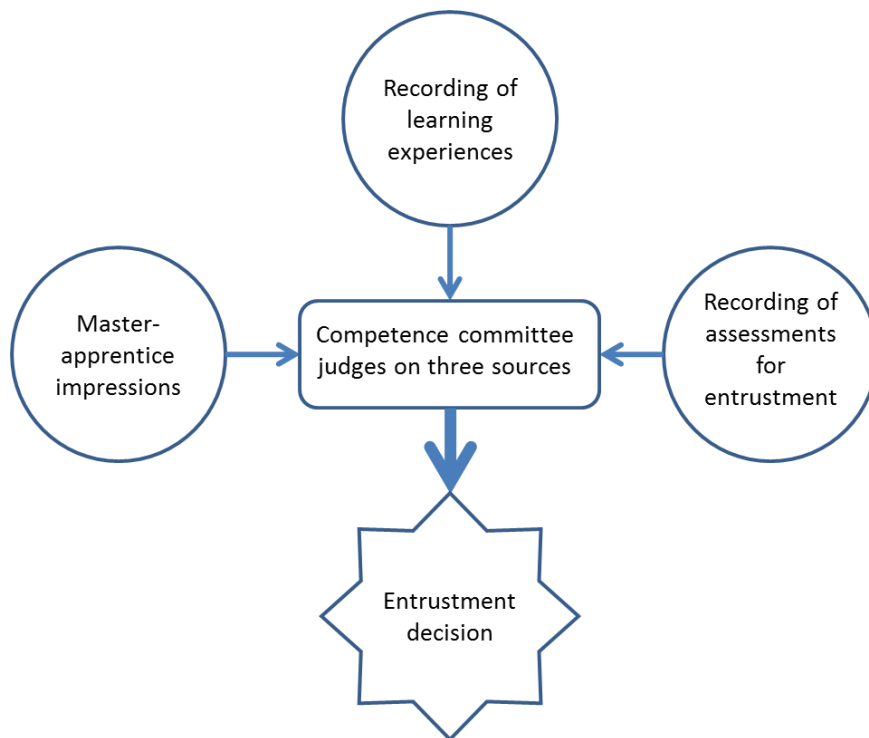 Recording of
learning
experiences
Master-
apprentice
impressions
Competence committee
judges on three sources
Recording of
assessments
for
entrustment
Entrustment
decision